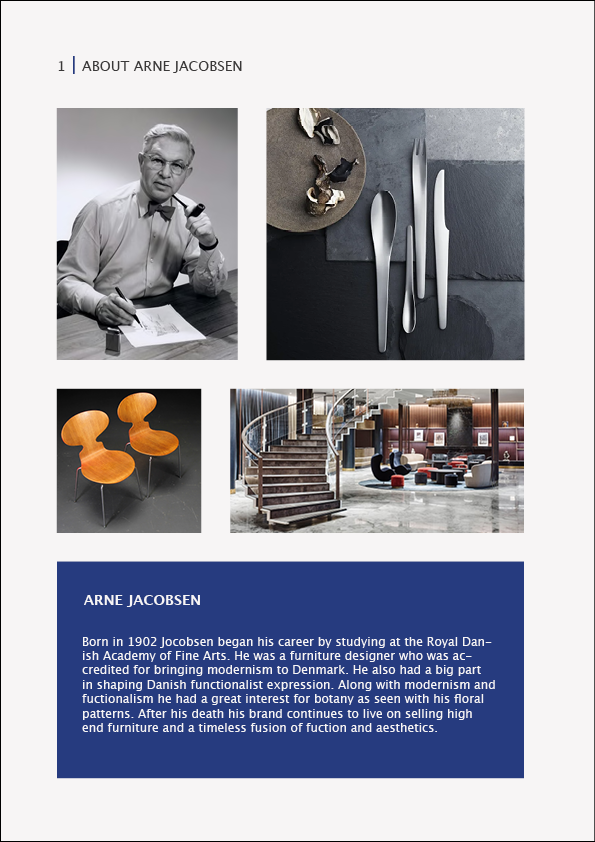 1 | ABOUT ARNE JACOBSEN
ARNE JACOBSEN
Born in 1902 Jocobsen began his career by studying at the Royal Dan-
ish Academy of Fine Arts. He was a furniture designer who was ac-
credited for bringing modernism to Denmark. He also had a big part
in shaping Danish functionalist expression. Along with modernism and
fuctionalism he had a great interest for botany as seen with his floral
patterns. After his death his brand continues to live on selling high
end furniture and a timeless fusion of fuction and aesthetics.